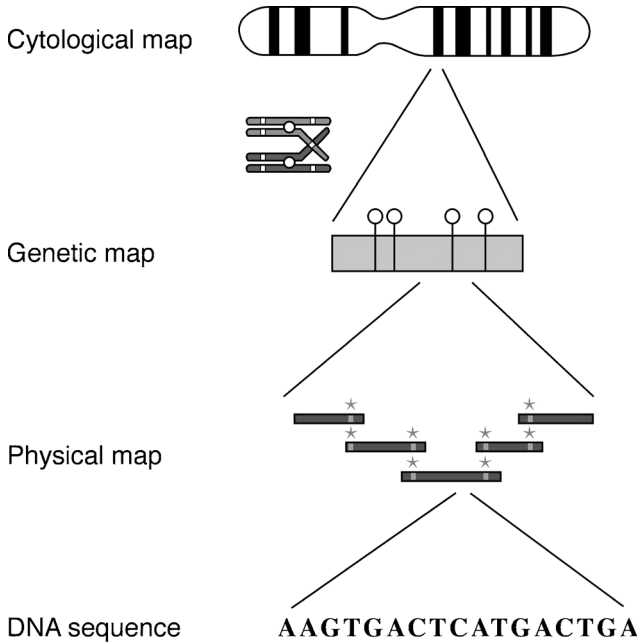 Cytological map
Genetic map
Physical map
DNA sequence AAGTGACTCATGACTGA